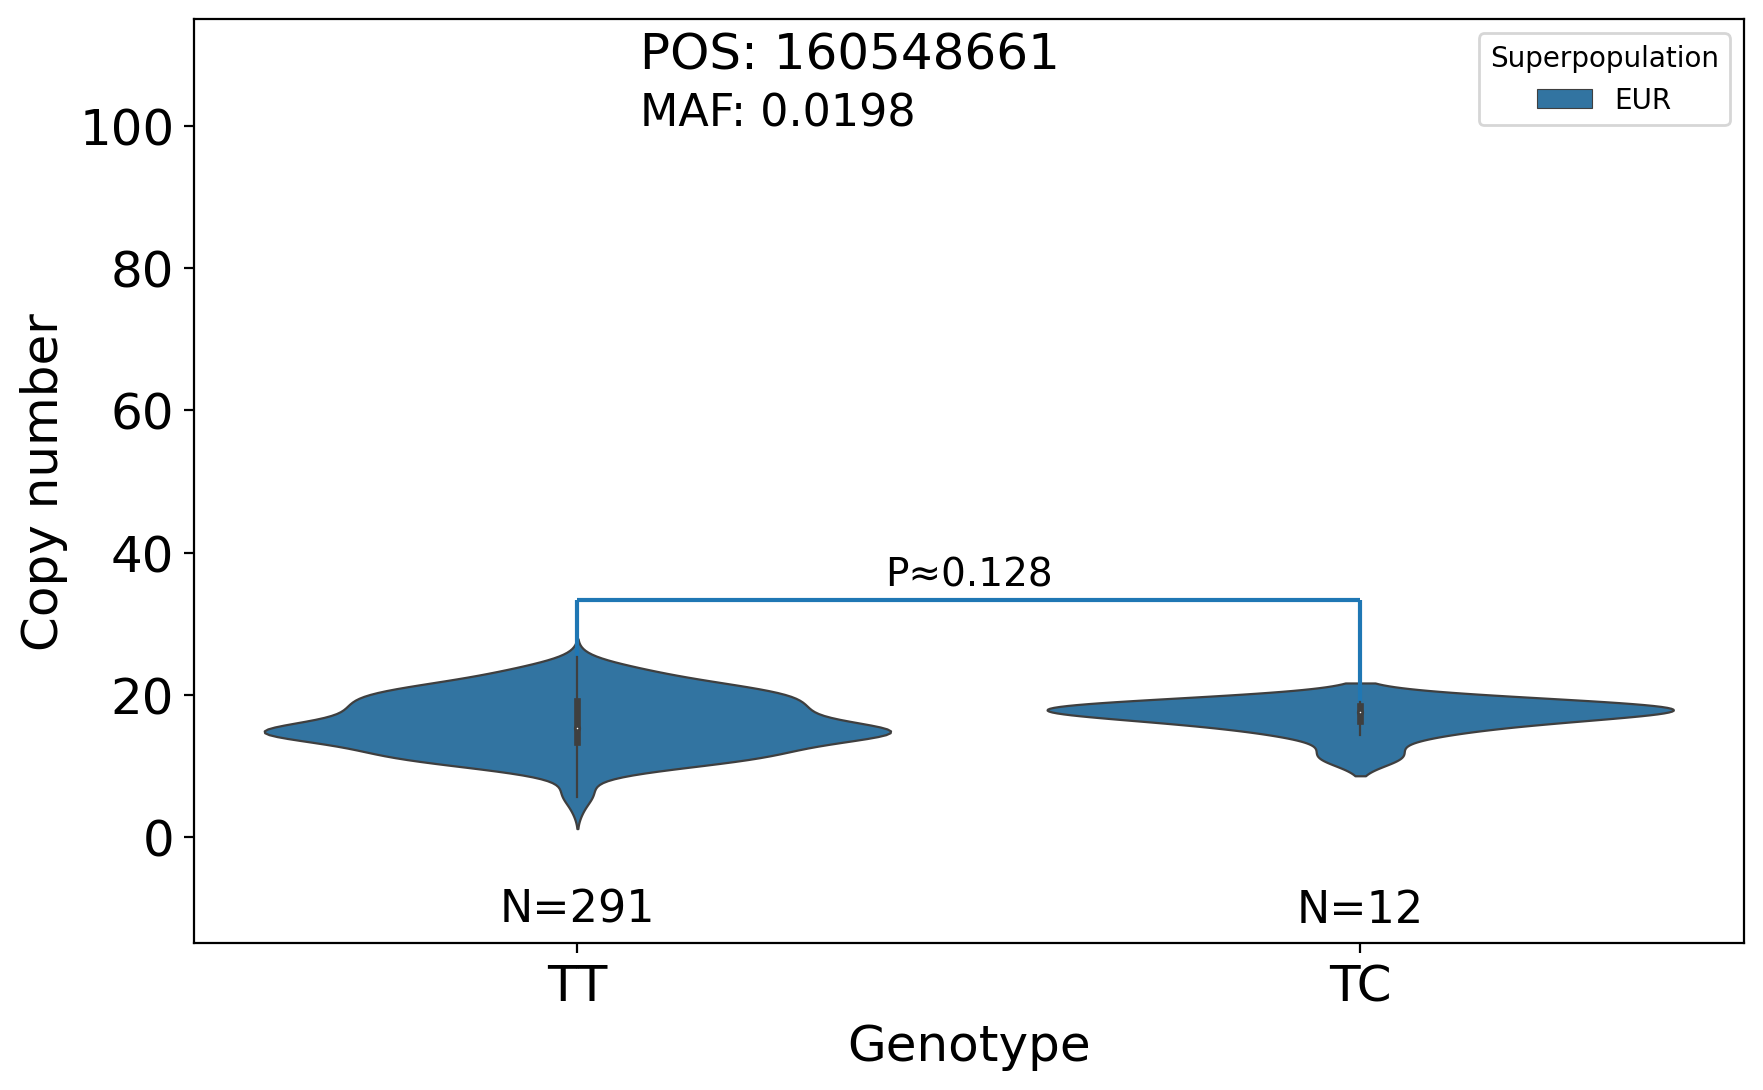 POS: 160548661
MAF: 0.0198
Superpopulation
EUR
Copy number
100
80
60
40
20
0
P≈0.128
N=291
N=12
TT
TC
Genotype